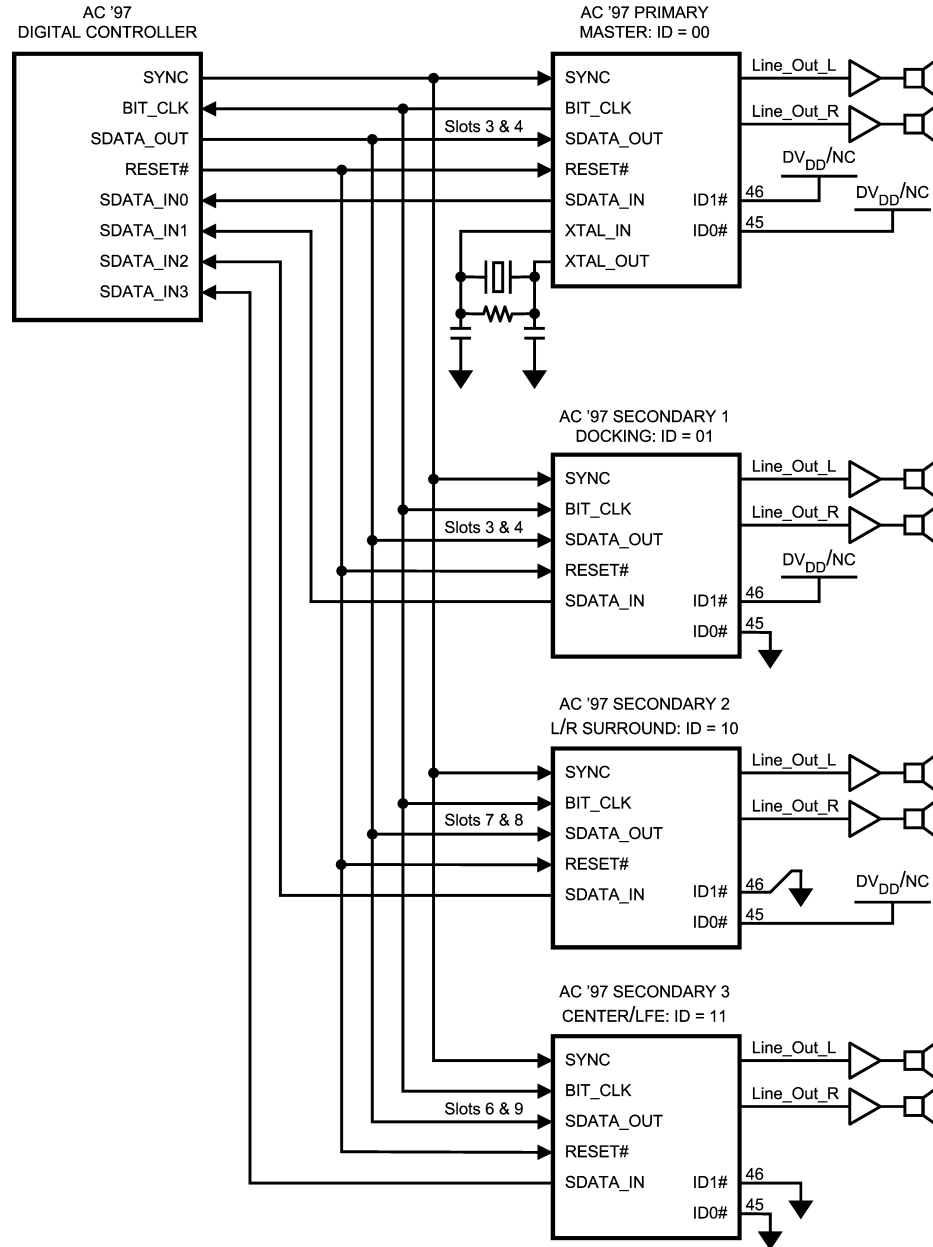 AC '97
DIGITAL CONTROLLER
SYNC
BIT_CLK
SDATA_OUT
RESET#
SDATA_IN0
SDATA_IN1
SDATA_IN2
SDATA_IN3
AC '97 PRIMARY
MASTER: ID = 00
Slots 3 & 4
SYNC
BIT_CLK
SDATA_OUT
RESET#
SDATA_IN
XTAL_IN
XTAL_OUT
ID1#
ID0#
Line_Out_L
Line_Out_R
DVDD/NC
46
DVDD/NC
45
AC '97 SECONDARY 1
DOCKING: ID = 01
Slots 3 & 4
SYNC
BIT_CLK
SDATA_OUT
RESET#
SDATA_IN
ID1#
ID0#
Line_Out_L
Line_Out_R
DVDD/NC
46
45
AC '97 SECONDARY 2
L/R SURROUND: ID = 10
Slots 7 & 8
SYNC
BIT_CLK
SDATA_OUT
RESET#
SDATA_IN
ID1#
ID0#
Line_Out_L
Line_Out_R
46
DVDD/NC
45
AC '97 SECONDARY 3
CENTER/LFE: ID = 11
Slots 6 & 9
SYNC
BIT_CLK
SDATA_OUT
RESET#
SDATA_IN
ID1#
ID0#
Line_Out_L
Line_Out_R
46
45